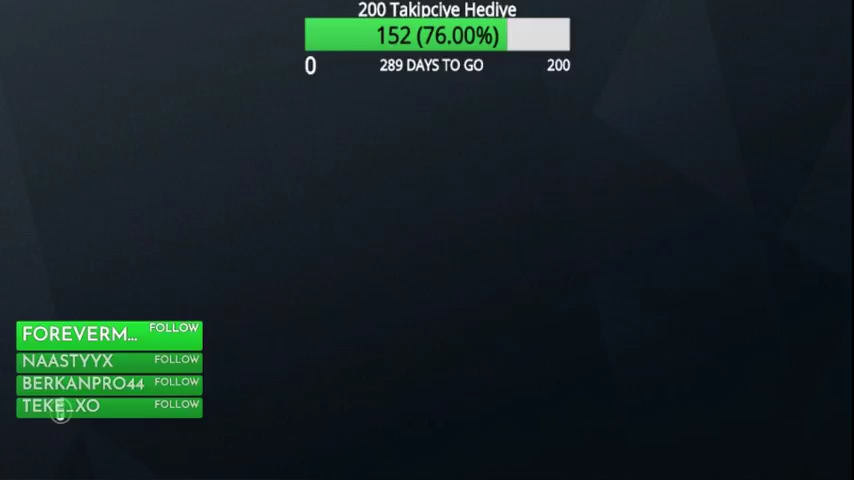 200 Takipciye Hediye
152 (76.00%)
0 289 DAYS TO GO 200
FOREVERM... FOLLOW
NAASTYYX FOLLOW
BERKANPRO44 FOLLOW
FOLLOW